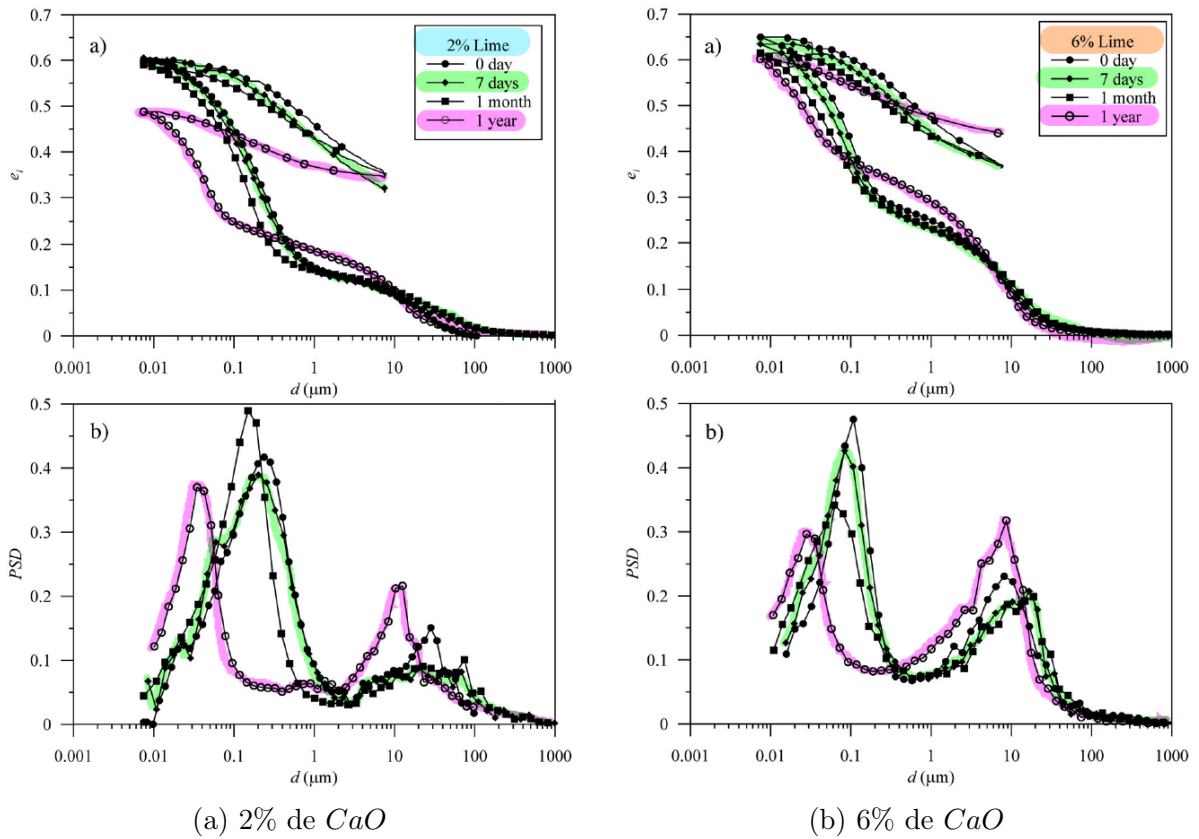 a)
2% Lime
0 day
7 days
1 month
1 year
0.7
0.6
0.5
0.4
0.3
0.2
0.1
0
e_i
0.001 0.01 0.1 1 10 100 1000
d (μm)
b)
0.5
0.4
0.3
0.2
0.1
0
PSD
0.001 0.01 0.1 1 10 100 1000
d (μm)
(a) 2% de CaO
a)
6% Lime
0 day
7 days
1 month
1 year
0.7
0.6
0.5
0.4
0.3
0.2
0.1
0
e_i
0.001 0.01 0.1 1 10 100 1000
d (μm)
b)
0.5
0.4
0.3
0.2
0.1
0
PSD
0.001 0.01 0.1 1 10 100 1000
d (μm)
(b) 6% de CaO